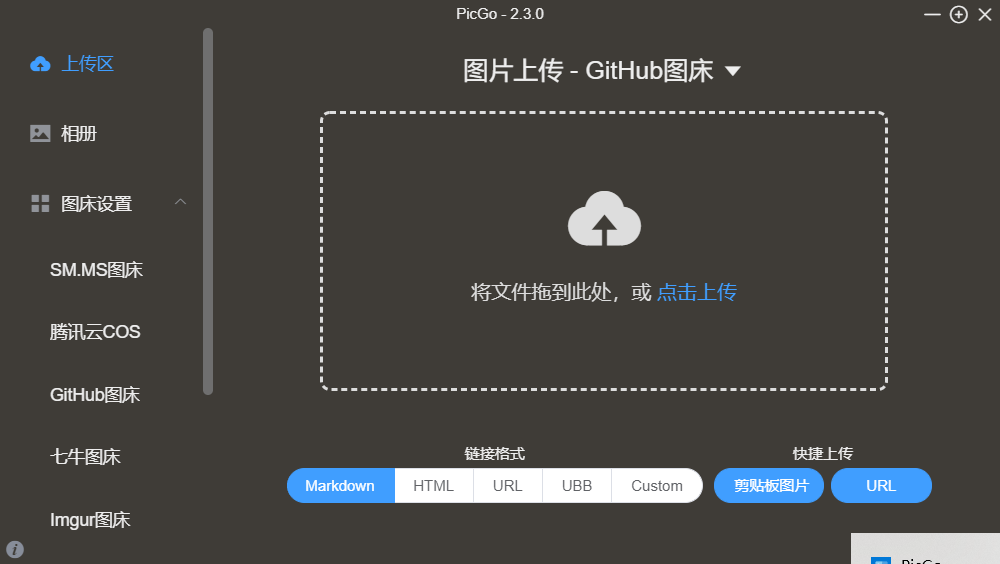 PicGo - 2.3.0
上传区
相册
图床设置
SM.MS图床
腾讯云COS
GitHub图床
七牛图床
Imgur图床
图片上传 - GitHub图床
将文件拖到此处，或 点击上传
链接格式
Markdown HTML URL UBB Custom
快捷上传
剪贴板图片 URL
PicGo